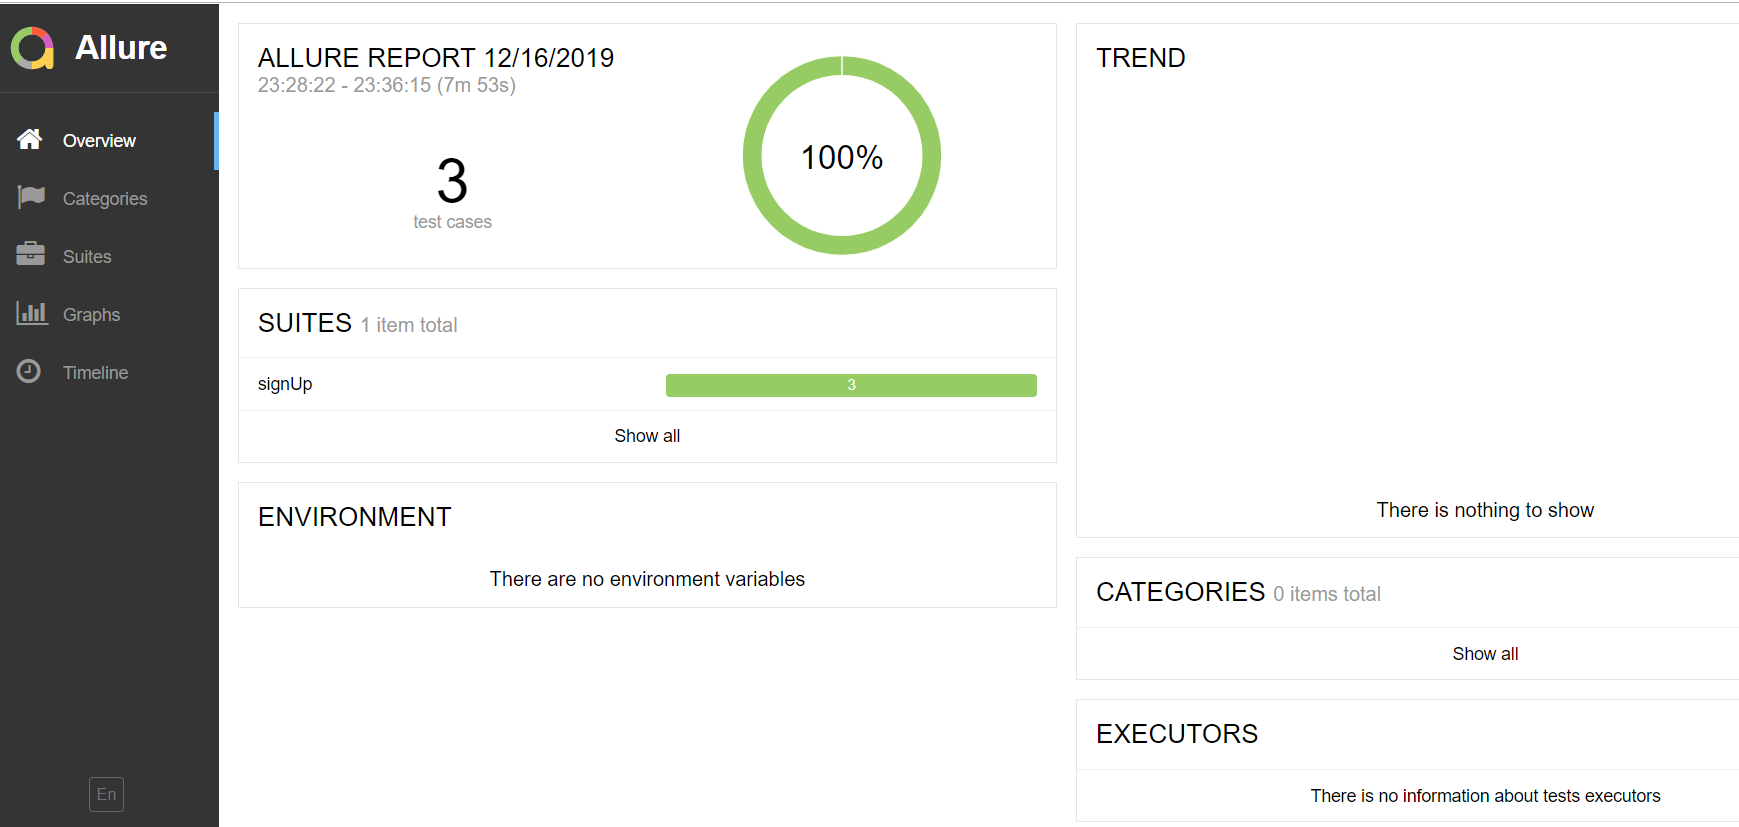 Allure
Overview
Categories
Suites
Graphs
Timeline
En
ALLURE REPORT 12/16/2019
23:28:22 - 23:36:15 (7m 53s)
3
test cases
100%
SUITES 1 item total
signUp 3
Show all
ENVIRONMENT
There are no environment variables
TREND
There is nothing to show
CATEGORIES 0 items total
Show all
EXECUTORS
There is no information about tests executors